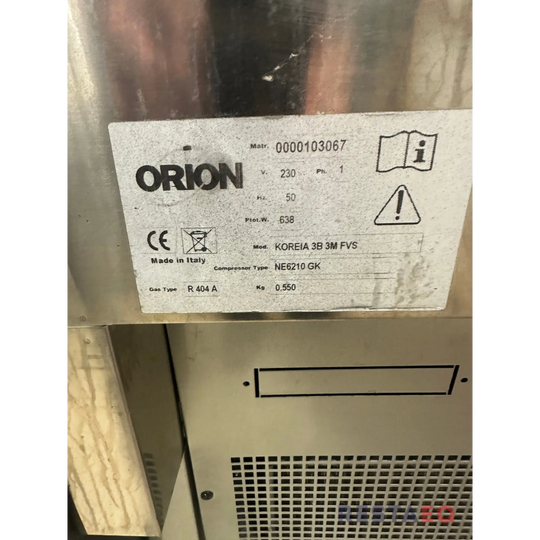 ORION
Matr. 0000103067
V. 230 Ph. 1
Hz. 50
Ptot.W. 638
CE
Made in Italy
Mod. KOREIA 3B 3M FVS
Compressor Type NE6210 GK
Gas Type R 404 A Kg 0,550
RESTAEQ